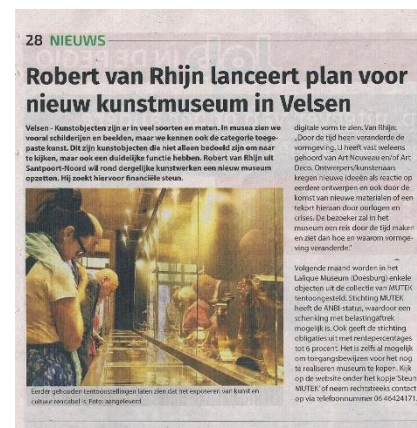 28 NIEUWS
Robert van Rhijn lanceert plan voor
nieuw kunstmuseum in Velsen
Velsen - Kunstobjecten zijn er in veel soorten en maten. In musea zien we
vooral schilderijen en beelden, maar we kennen ook de categorie toege-
paste kunst. Dit zijn kunstobjecten die niet alleen bedoeld zijn om naar
te kijken, maar ook een duidelijke functie hebben. Robert van Rhijn uit
Santpoort-Noord wil rond dergelijke kunstwerken een nieuw museum
opzetten. Hij zoekt hiervoor financiële steun.
Eerder gehouden tentoonstellingen laten zien dat het exposeren van kunst en
cultuur rendabel is. Foto: aangeleverd
digitale vorm te zien. Van Rhijn:
„Door de tijd heen veranderde de
vormgeving. U heeft vast weleens
gehoord van Art Nouveau en/of Art
Deco. Ontwerpers/kunstenaars
kregen nieuwe ideeën als reactie op
eerdere ontwerpen en ook door de
komst van nieuwe materialen of een
tekort hieraan door oorlogen en
crises. De bezoeker zal in het
museum een reis door de tijd maken
en ziet dan hoe en waarom vormge-
ving veranderde.”
Volgende maand worden in het
Lalique Museum (Doesburg) enkele
objecten uit de collectie van MUTEK
tentoongesteld. Stichting MUTEK
heeft de ANBI-status, waardoor een
schenking met belastingaftrek
mogelijk is. Ook geeft de stichting
obligaties uit met rentepercentages
tot 6 procent. Het is zelfs al mogelijk
om toegangsbewijzen voor het nog
te realiseren museum te kopen. Kijk
op de website onder het kopje 'Steun
MUTEK' of neem rechtstreeks contact
op via telefoonnummer 06 46424171.